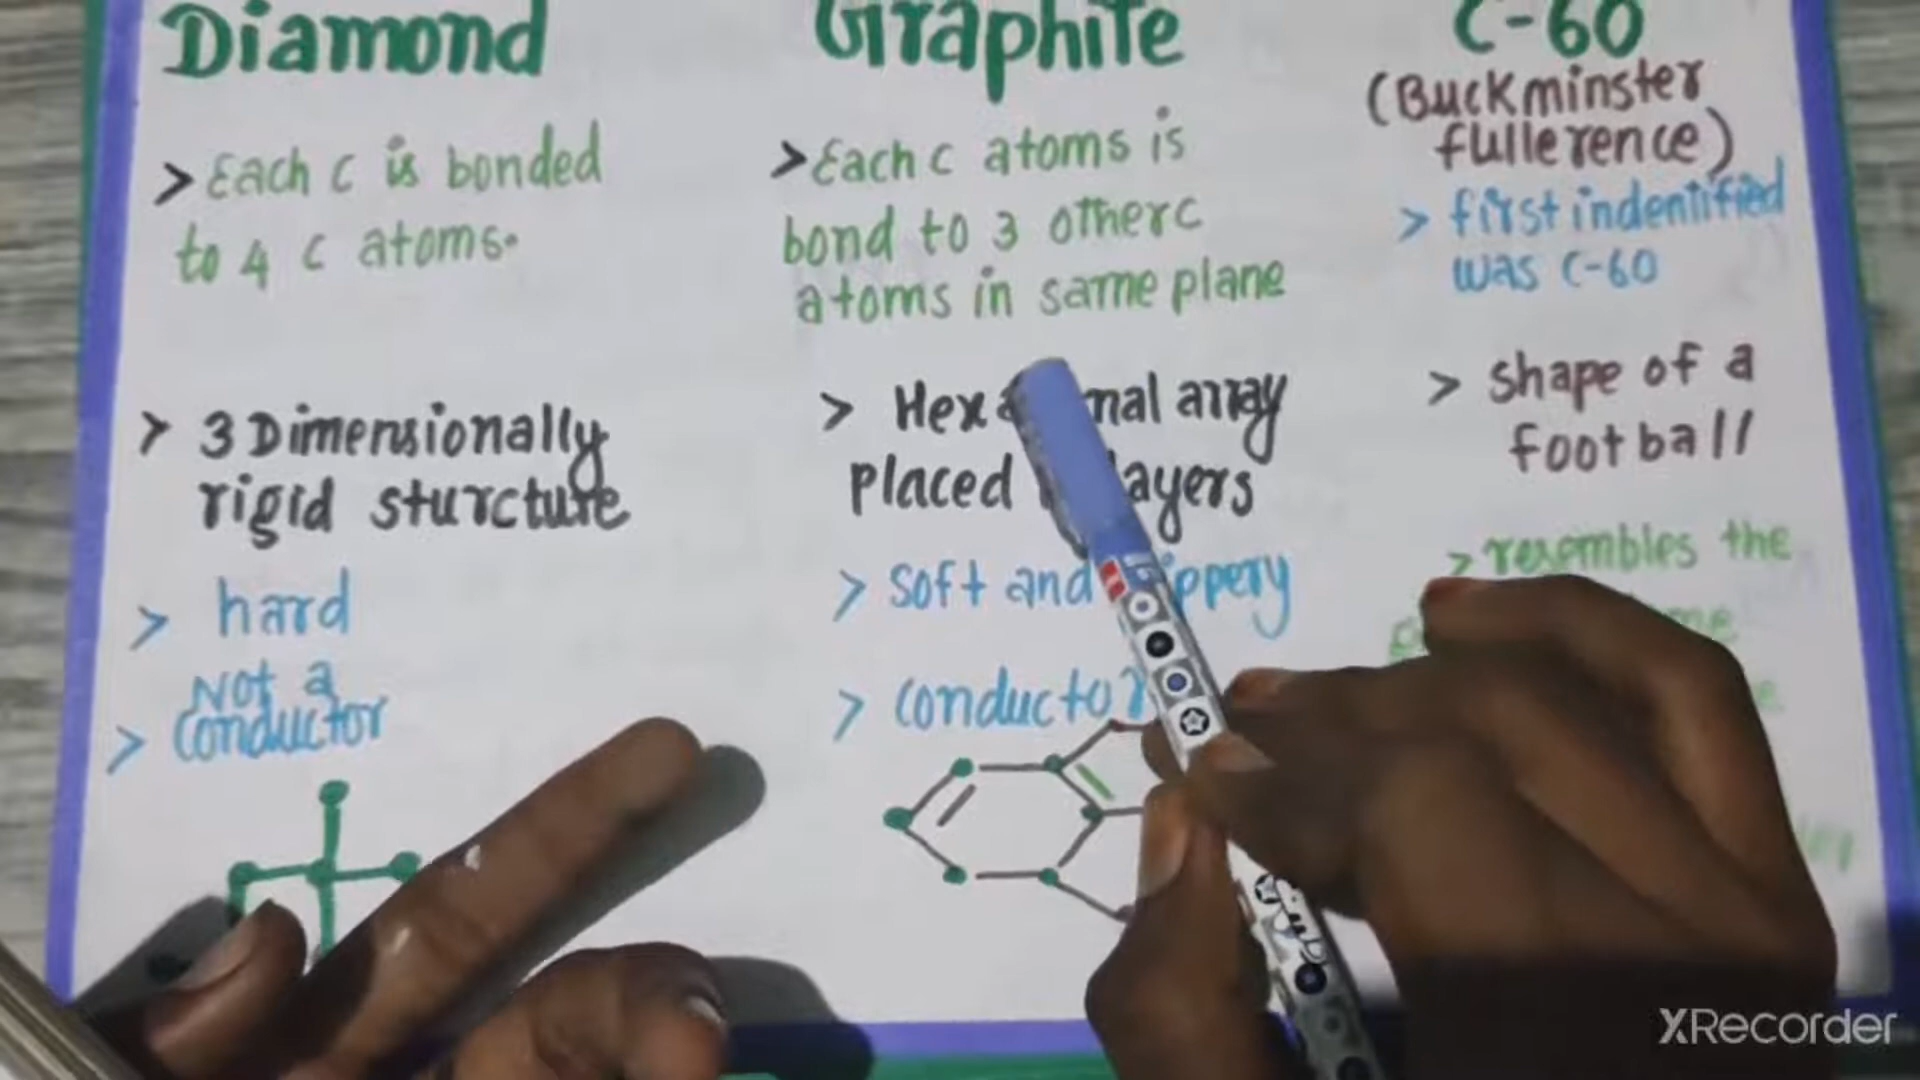 Diamond
> Each c is bonded
to 4 c atoms.
> 3 Dimensionally
rigid sturcture
> hard
Not a
> conductor
Graphite
> Each c atoms is
bond to 3 other c
atoms in same plane
> Hex nal array
placed layers
> soft and ippery
> conductor
C-60
(Buckminster
fullerence)
> first indentified
was C-60
> shape of a
football
> resembles the
XRecorder